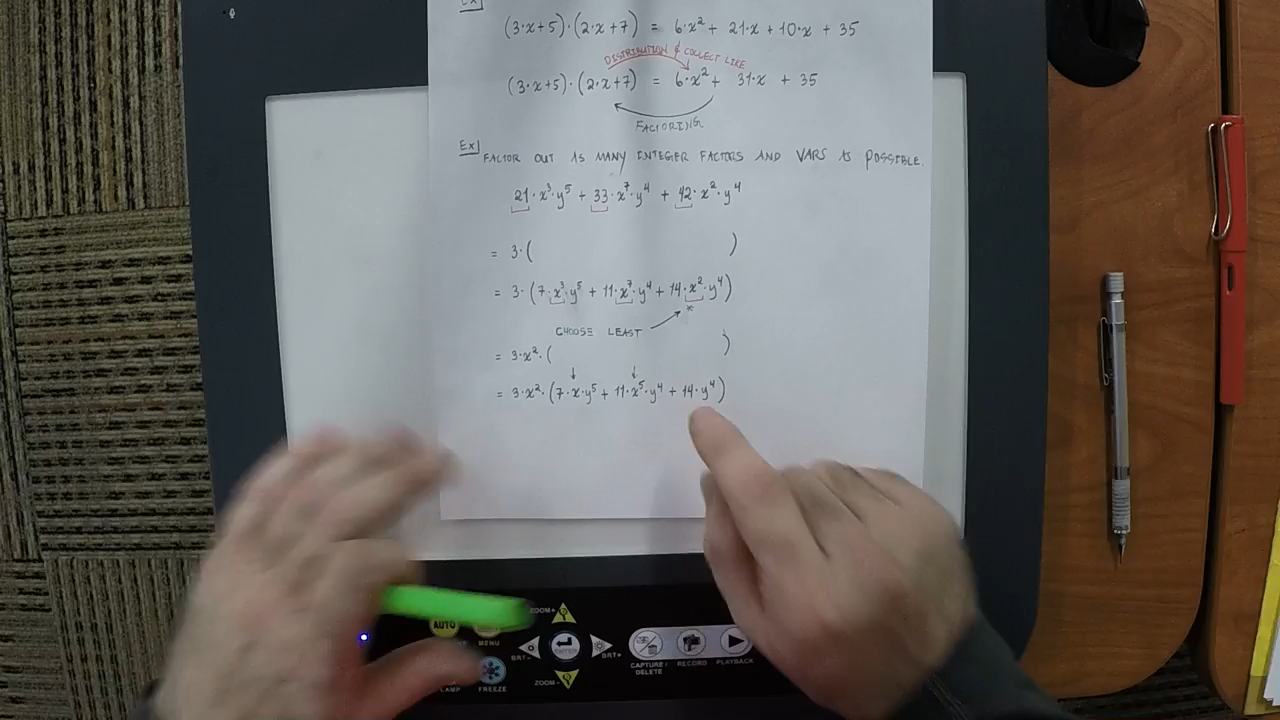 Ex
(3·x+5)·(2·x+7) = 6·x² + 21·x + 10·x + 35
DISTRIBUTION & COLLECT LIKE
(3·x+5)·(2·x+7) = 6·x² + 31·x + 35
FACTORING
Ex FACTOR OUT AS MANY INTEGER FACTORS AND VARS AS POSSIBLE.
21·x³·y⁵ + 33·x⁷·y⁴ + 42·x²·y⁴
= 3·( )
= 3·(7·x³·y⁵ + 11·x⁷·y⁴ + 14·x²·y⁴)
CHOOSE LEAST *
= 3·x²·( )
= 3·x²·(7·x·y⁵ + 11·x⁵·y⁴ + 14·y⁴)
AUTO
MENU
LAMP
FREEZE
ZOOM+
BRT-
BRT+
ZOOM-
CAPTURE / DELETE
RECORD
PLAYBACK